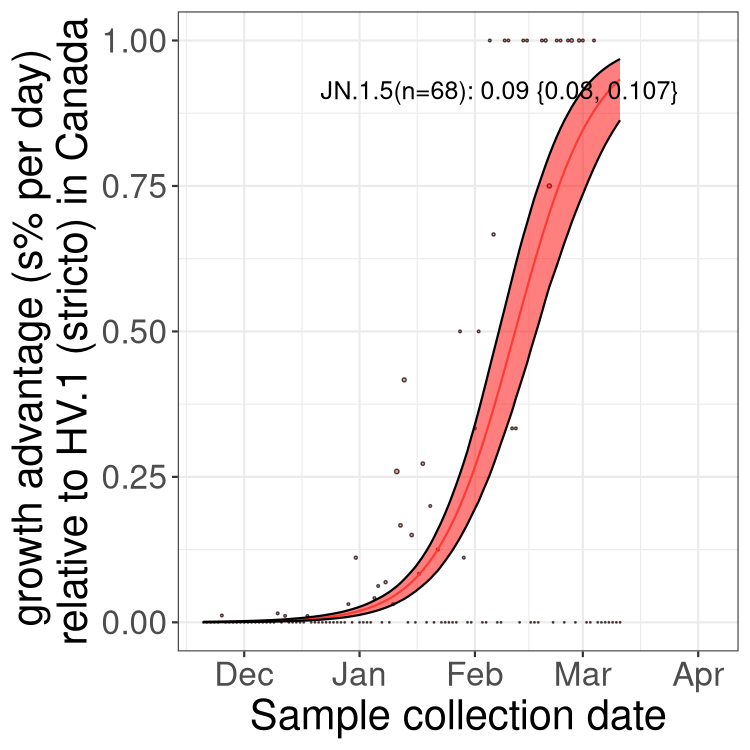 growth advantage (s% per day)
relative to HV.1 (stricto) in Canada
1.00
0.75
0.50
0.25
0.00
JN.1.5(n=68): 0.09 {0.08, 0.107}
Dec Jan Feb Mar Apr
Sample collection date